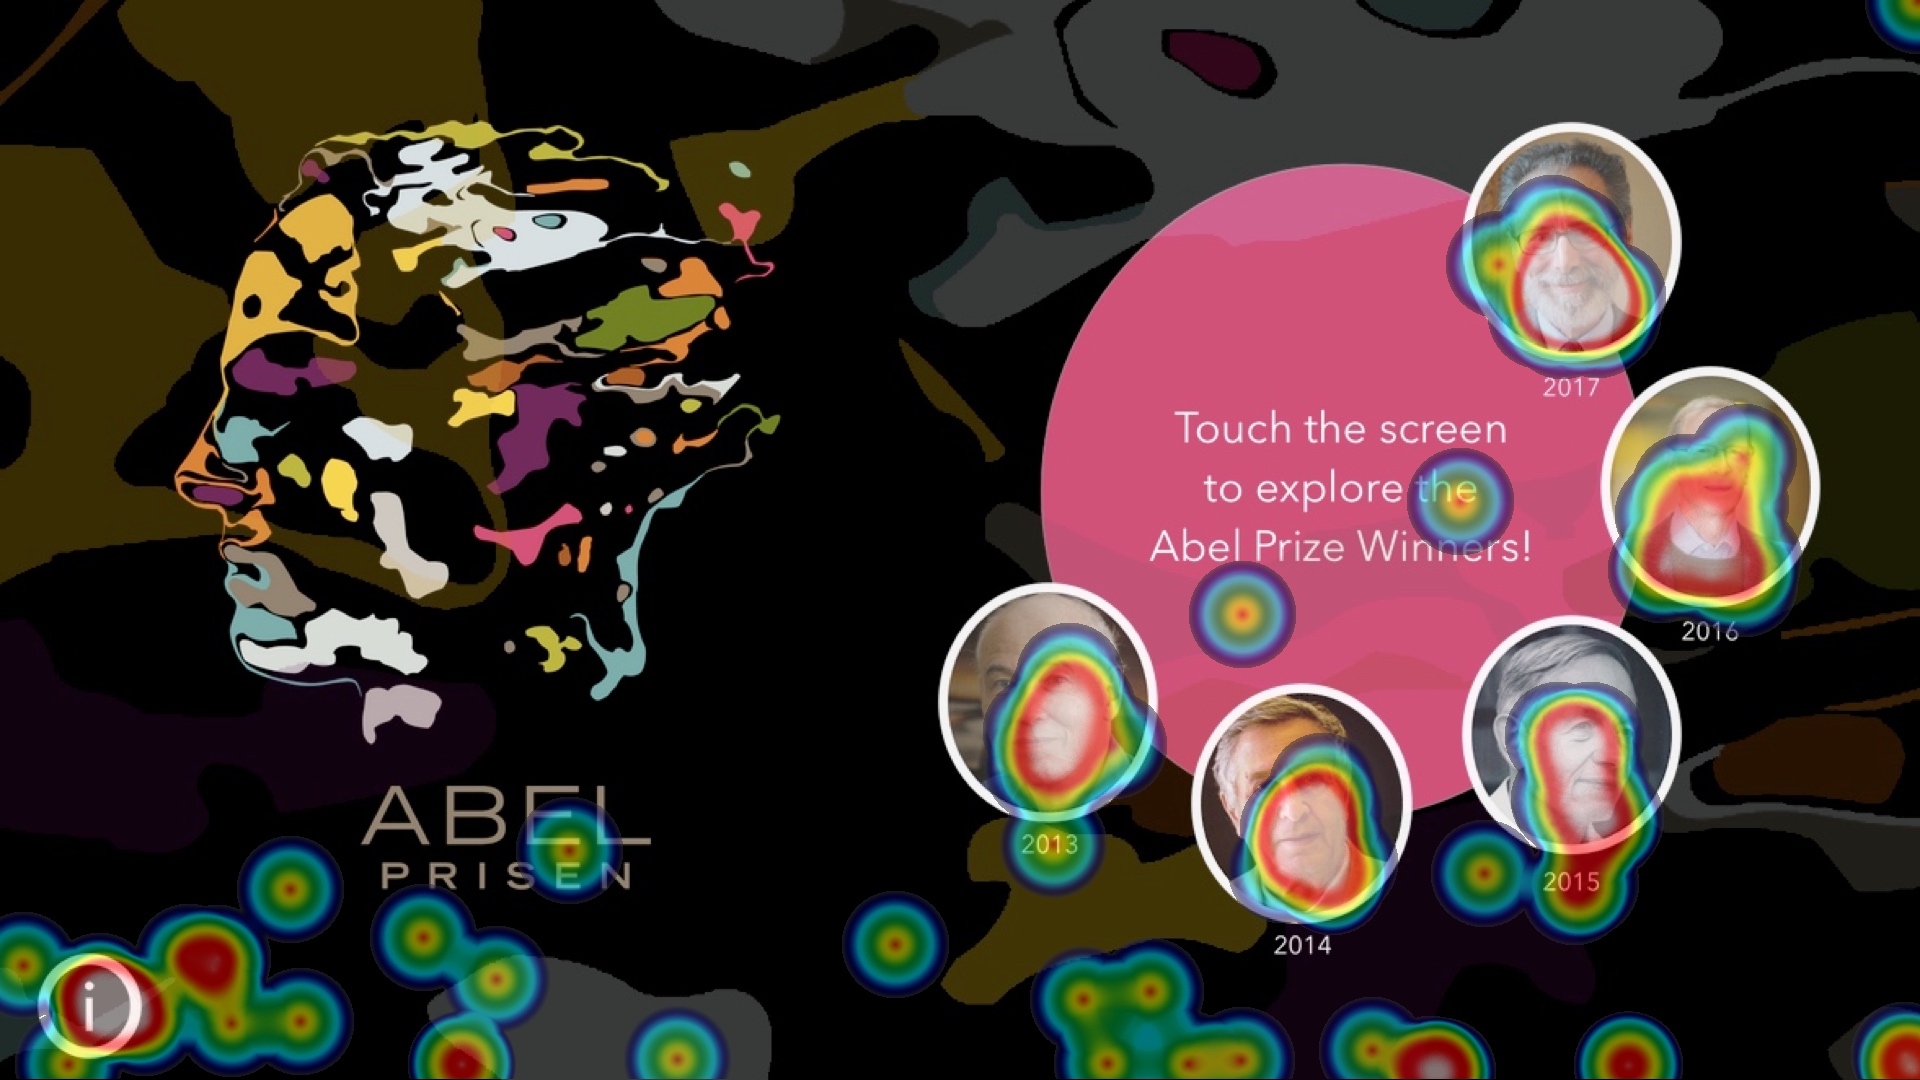 ABEL
PRISEN
i
Touch the screen
to explore the
Abel Prize Winners!
2017
2016
2015
2014
2013